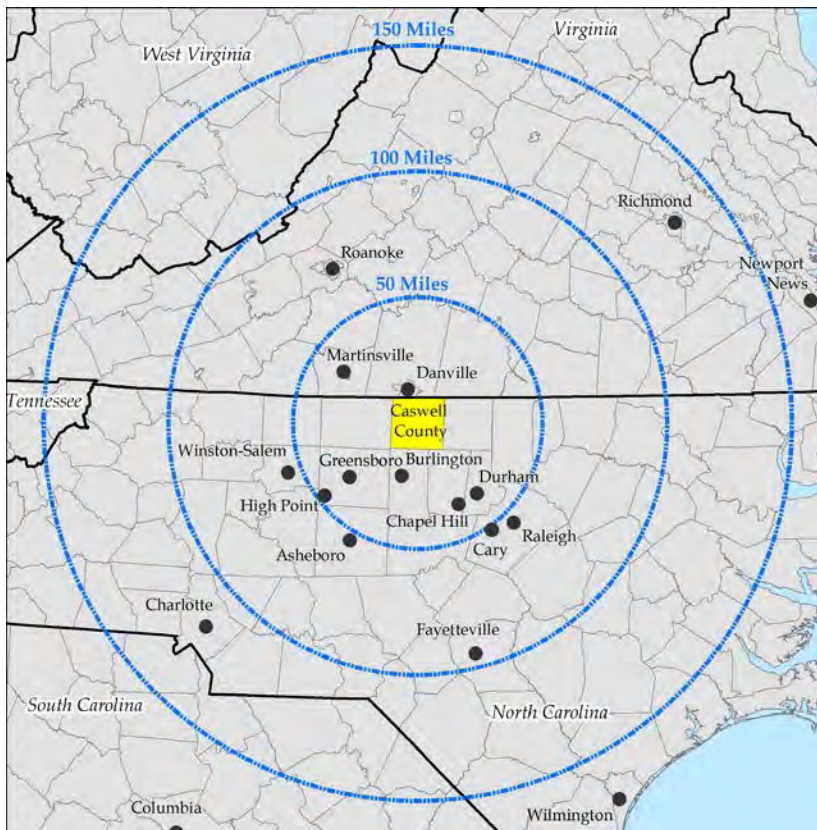 150 Miles
Virginia
West Virginia
100 Miles
Richmond
Roanoke
Newport
News
50 Miles
Martinsville
Danville
Tennessee
Caswell
County
Winston-Salem
Greensboro
Burlington
Durham
High Point
Chapel Hill
Raleigh
Cary
Asheboro
Charlotte
Fayetteville
South Carolina
North Carolina
Columbia
Wilmington